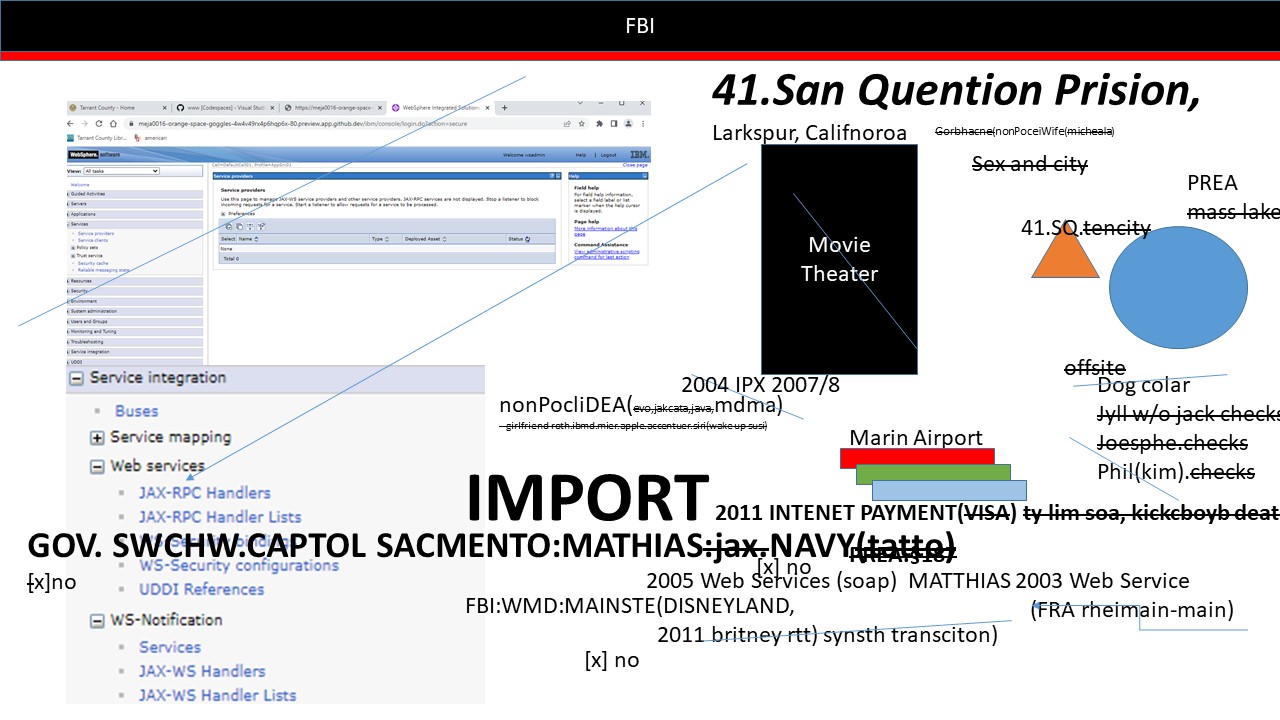 FBI
41.San Quention Prision,
Larkspur, Califnoroa
Gorbhacne(nonPoceiWife(micheala)
Sex and city
PREA
mass lake
41.SQ.tencity
Movie
Theater
offsite
Dog colar
Jyll w/o jack checks
Joesphe.checks
Phil(kim).checks
2004 IPX 2007/8
nonPocliDEA(evo,jakcata,java,mdma)
girlfriend roth.ibmd.mier.apple.accentuer.siri(wake up susi)
Marin Airport
IMPORT
2011 INTENET PAYMENT(VISA) ty lim soa, kickcboyb deat
GOV. SWCHW.CAPTOL SACMENTO:MATHIAS:jax.NAVY(tatto)
PREA:§187
[x]no
[x] no
2005 Web Services (soap) MATTHIAS 2003 Web Service
(FRA rheimain-main)
FBI:WMD:MAINSTE(DISNEYLAND,
2011 britney rtt) synsth transciton)
[x] no
Tarrant County - Home
www [Codespaces] - Visual Stud
https://meja0016-orange-space-
WebSphere Integrated Solution
meja0016-orange-space-goggles-4w4v49rx4p6hqp6x-80.preview.app.github.dev/ibm/console/login.do?action=secure
Tarrant County Libr...
american
WebSphere. software
Welcome wsadmin
Help
Logout
IBM.
View: All tasks
Close page
Welcome
Guided Activities
Servers
Applications
Services
Service providers
Service clients
Policy sets
Trust service
Security cache
Reliable messaging state
Resources
Security
Environment
System administration
Users and Groups
Monitoring and Tuning
Troubleshooting
Service integration
UDDI
Service providers
Service providers
Use this page to manage JAX-WS service providers and other service providers. JAX-RPC services are not displayed. Stop a listener to block
incoming requests for a service. Start a listener to allow requests for a service to be processed.
Preferences
Select Name Type Deployed Asset Status
None
Total 0
Help
Field help
For field help information,
select a field label or list
marker when the help cursor
is displayed.
Page help
More information about this
page
Command Assistance
View administrative scripting
command for last action
Service integration
Buses
Service mapping
Web services
JAX-RPC Handlers
JAX-RPC Handler Lists
WS-Security bindings
WS-Security configurations
UDDI References
WS-Notification
Services
JAX-WS Handlers
JAX-WS Handler Lists